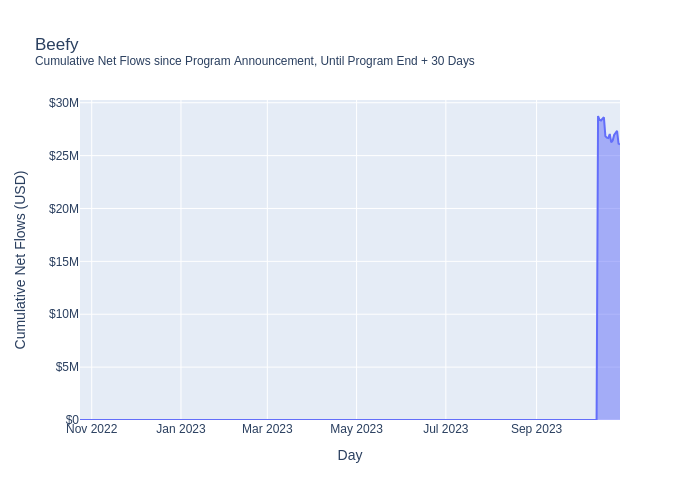 Beefy
Cumulative Net Flows since Program Announcement, Until Program End + 30 Days
Cumulative Net Flows (USD)
$30M
$25M
$20M
$15M
$10M
$5M
$0
Nov 2022
Jan 2023
Mar 2023
May 2023
Jul 2023
Sep 2023
Day